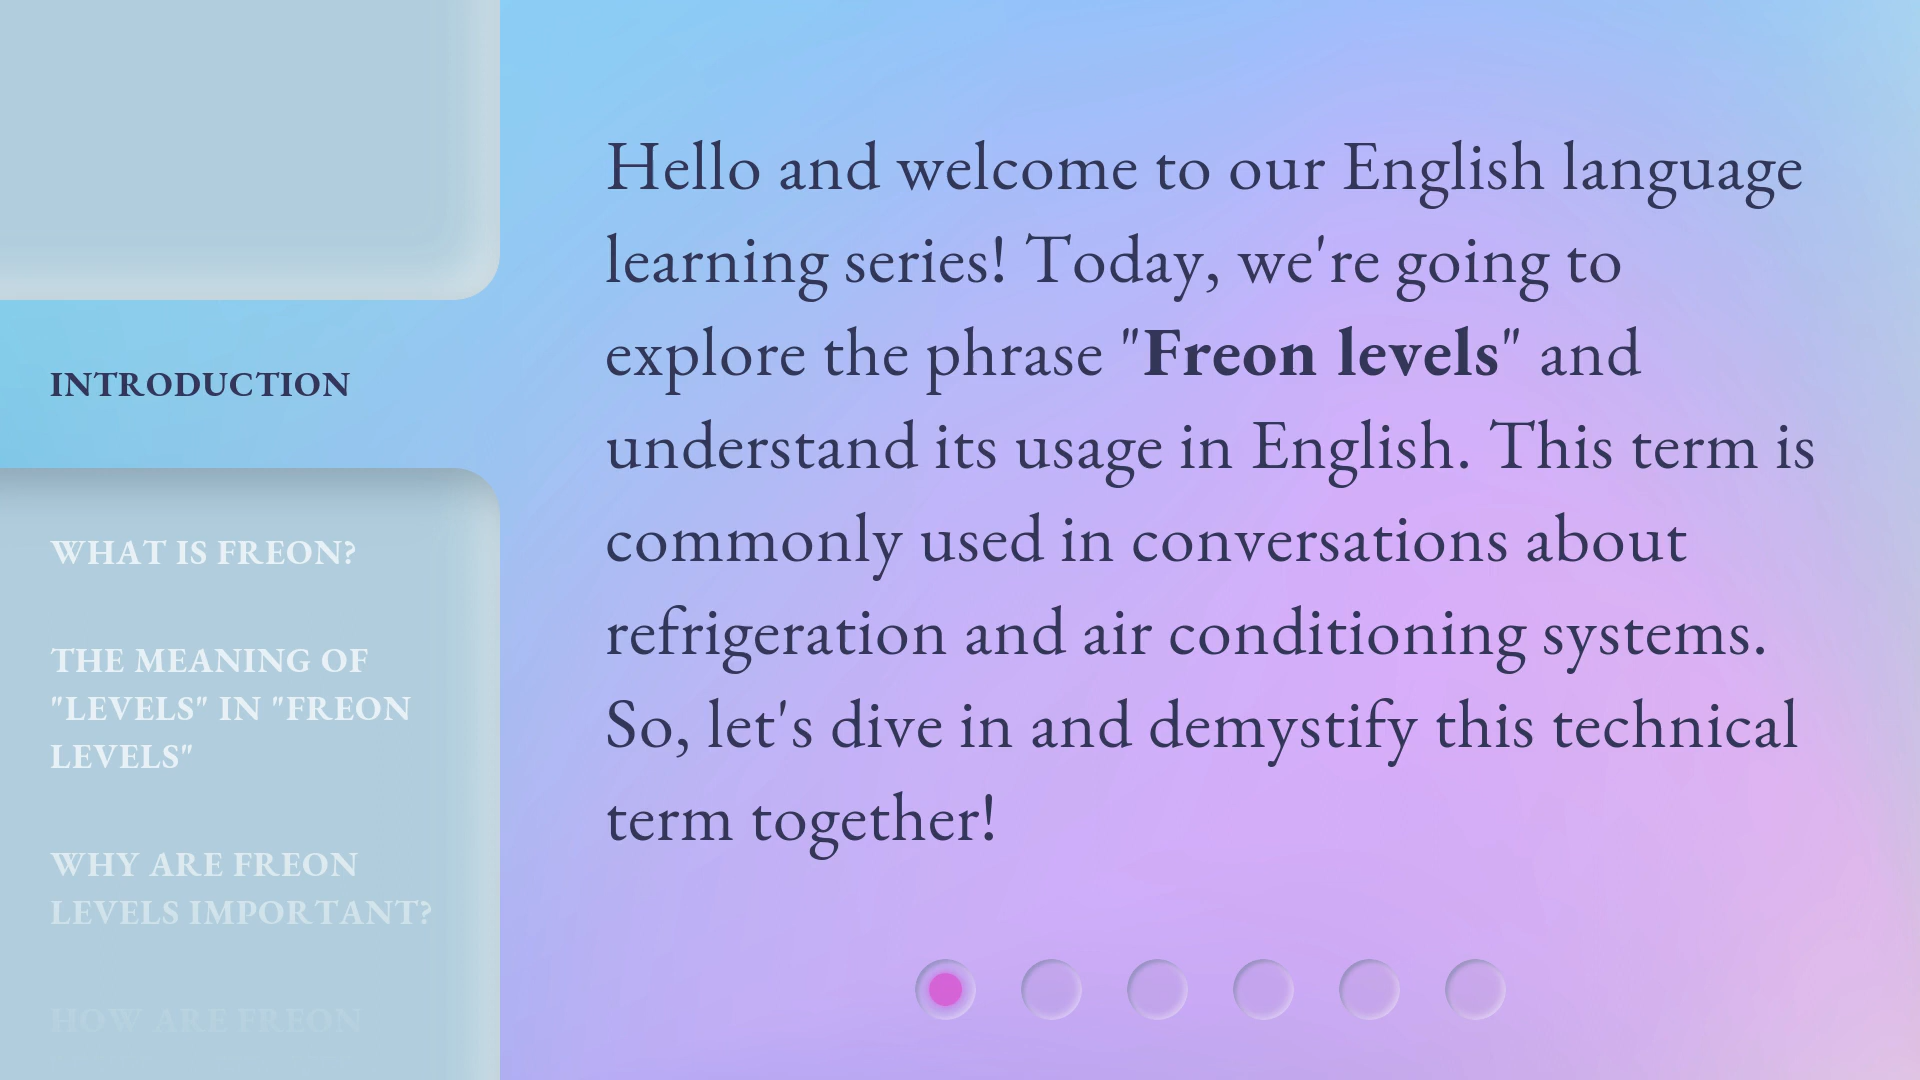 INTRODUCTION
WHAT IS FREON?
THE MEANING OF
"LEVELS" IN "FREON
LEVELS"
WHY ARE FREON
LEVELS IMPORTANT?
HOW ARE FREON
Hello and welcome to our English language
learning series! Today, we're going to
explore the phrase "Freon levels" and
understand its usage in English. This term is
commonly used in conversations about
refrigeration and air conditioning systems.
So, let's dive in and demystify this technical
term together!